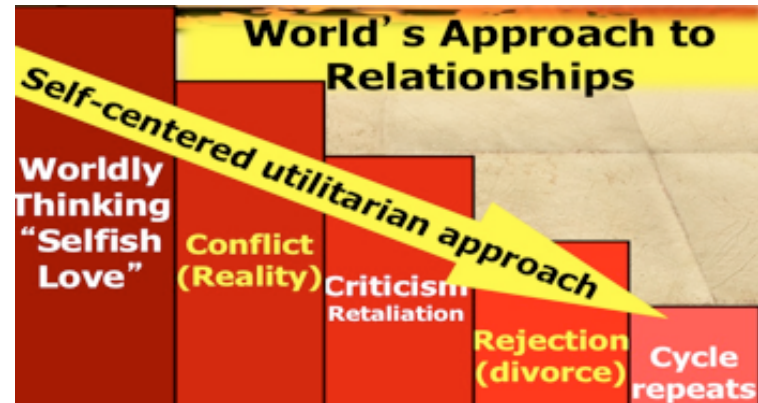 World's Approach to
Relationships
Self-centered utilitarian approach
Worldly
Thinking
“Selfish
Love”
Conflict
(Reality)
Criticism
Retaliation
Rejection
(divorce)
Cycle
repeats